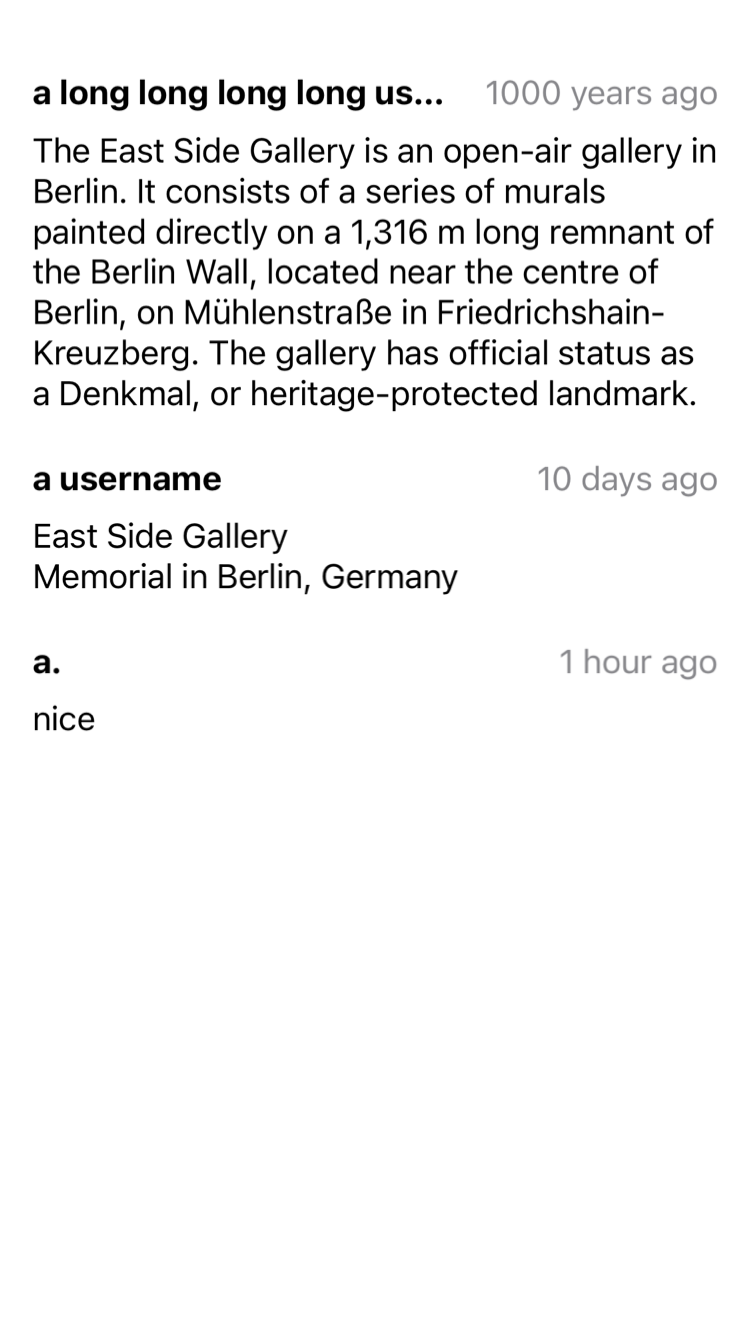 a long long long long us... 1000 years ago
The East Side Gallery is an open-air gallery in
Berlin. It consists of a series of murals
painted directly on a 1,316 m long remnant of
the Berlin Wall, located near the centre of
Berlin, on Mühlenstraße in Friedrichshain-
Kreuzberg. The gallery has official status as
a Denkmal, or heritage-protected landmark.
a username 10 days ago
East Side Gallery
Memorial in Berlin, Germany
a. 1 hour ago
nice